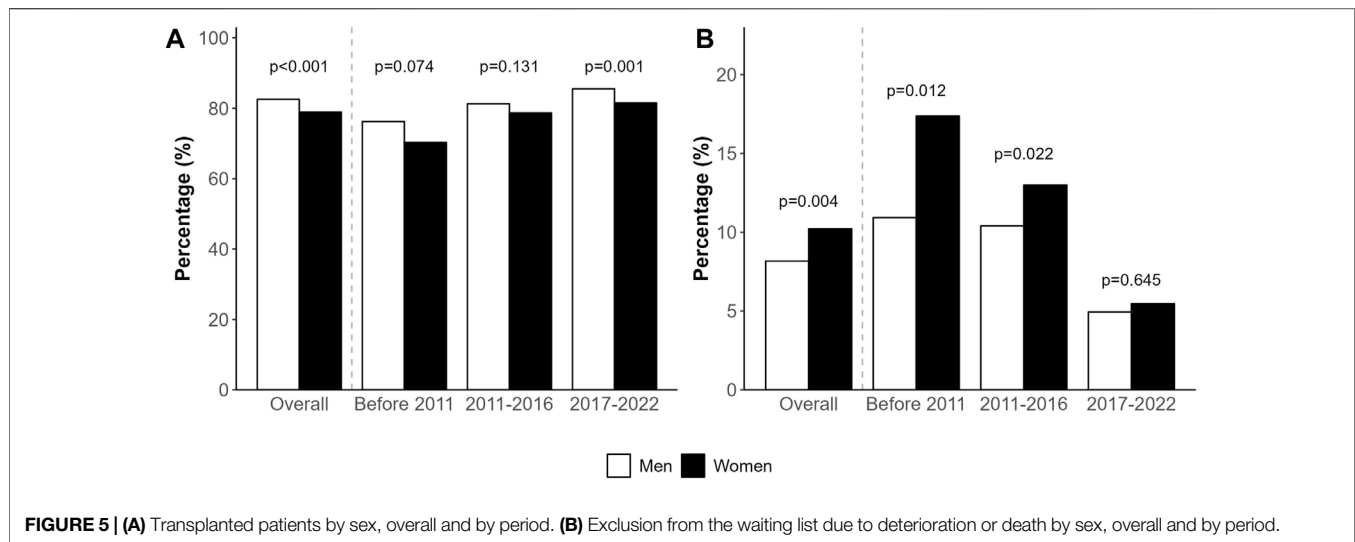 A
B
Percentage (%)
100
80
60
40
20
0
p<0.001
p=0.074
p=0.131
p=0.001
Overall
Before 2011
2011-2016
2017-2022
Percentage (%)
20
15
10
5
0
p=0.004
p=0.012
p=0.022
p=0.645
Overall
Before 2011
2011-2016
2017-2022
Men
Women
FIGURE 5 | (A) Transplanted patients by sex, overall and by period. (B) Exclusion from the waiting list due to deterioration or death by sex, overall and by period.